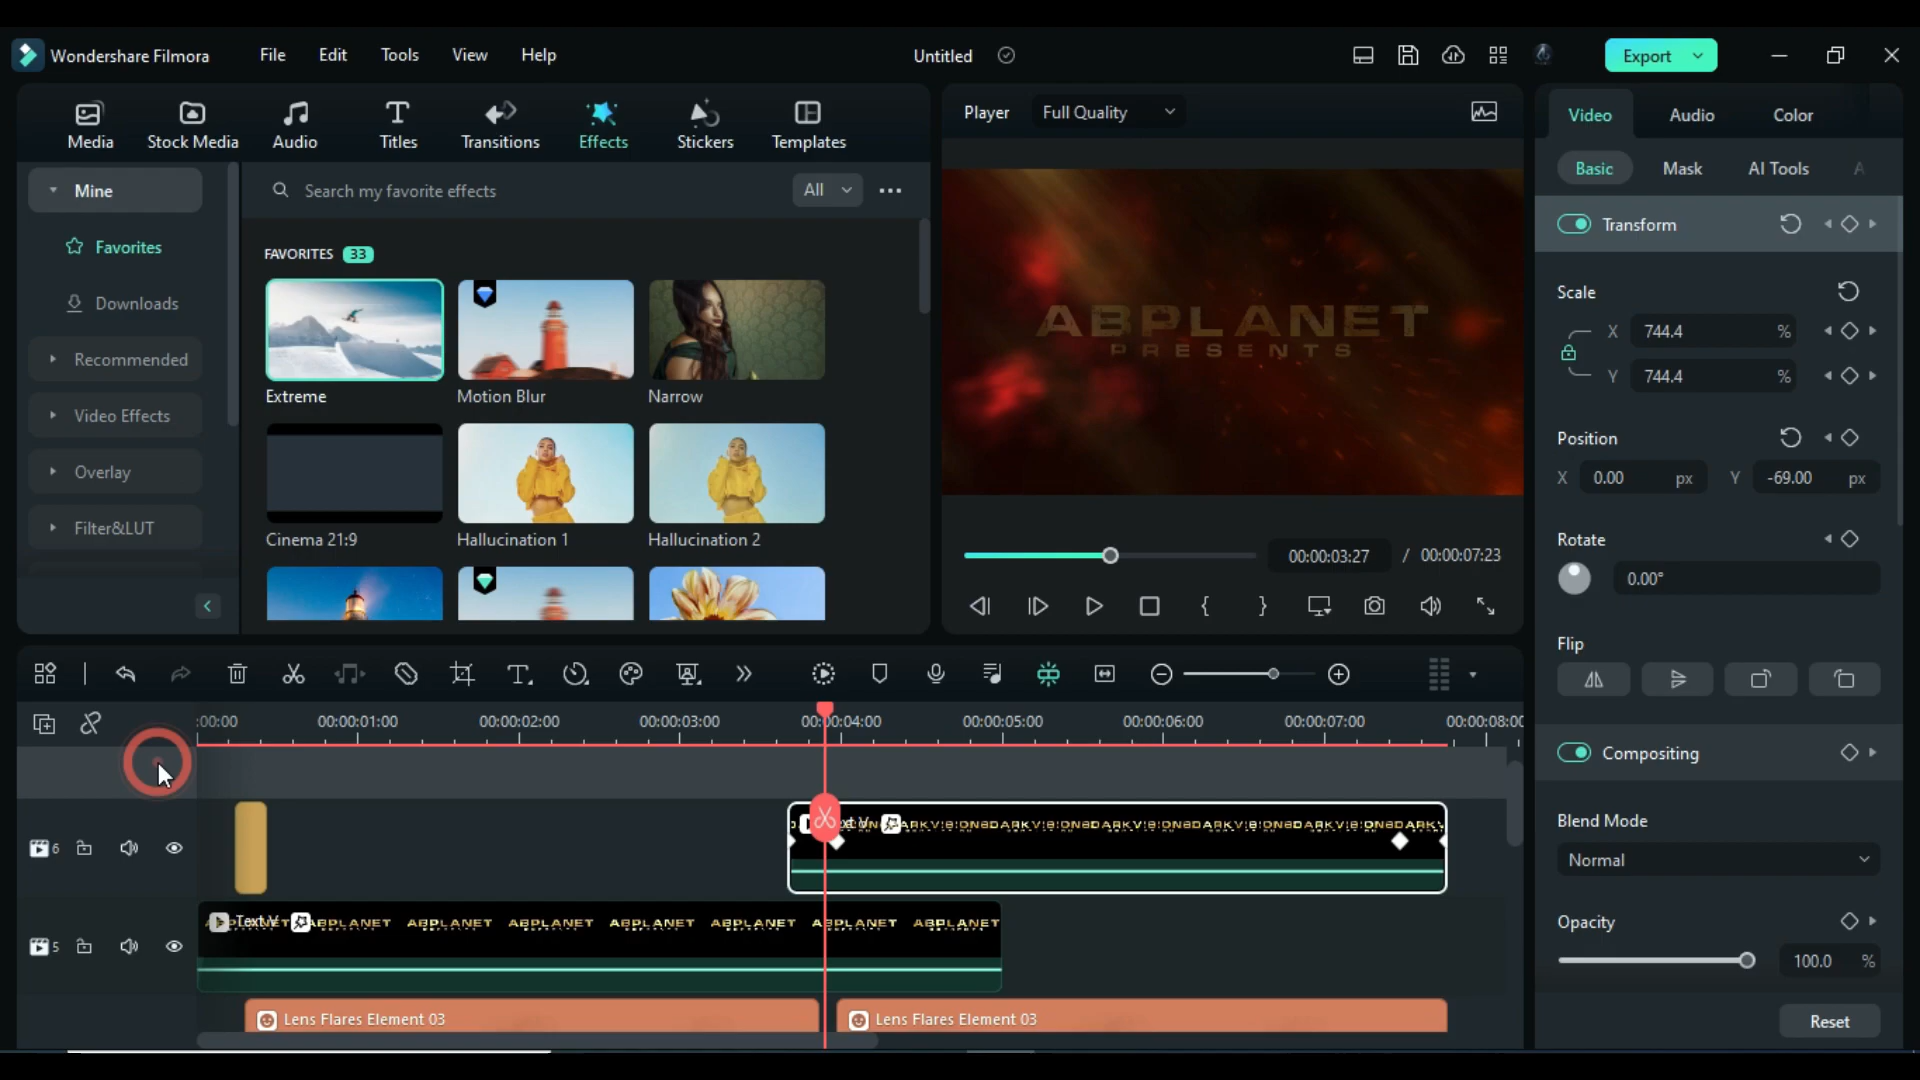 Wondershare Filmora File Edit Tools View Help Untitled Export
Media Stock Media Audio Titles Transitions Effects Stickers Templates
Mine
Favorites
Downloads
Recommended
Video Effects
Overlay
Filter&LUT
Search my favorite effects All
FAVORITES 33
Extreme Motion Blur Narrow
Cinema 21:9 Hallucination 1 Hallucination 2
Player Full Quality
ABPLANET
PRESENTS
00:00:03:27 / 00:00:07:23
Video Audio Color
Basic Mask AI Tools A
Transform
Scale
X 744.4 %
Y 744.4 %
Position
X 0.00 px Y -69.00 px
Rotate
0.00°
Flip
Compositing
Blend Mode
Normal
Opacity
100.0 %
Reset
:00:00 00:00:01:00 00:00:02:00 00:00:03:00 00:00:04:00 00:00:05:00 00:00:06:00 00:00:07:00 00:00:08:00
6
5
Text V ABPLANET ABPLANET ABPLANET ABPLANET ABPLANET ABPLANET ABPLANET
Lens Flares Element 03 Lens Flares Element 03